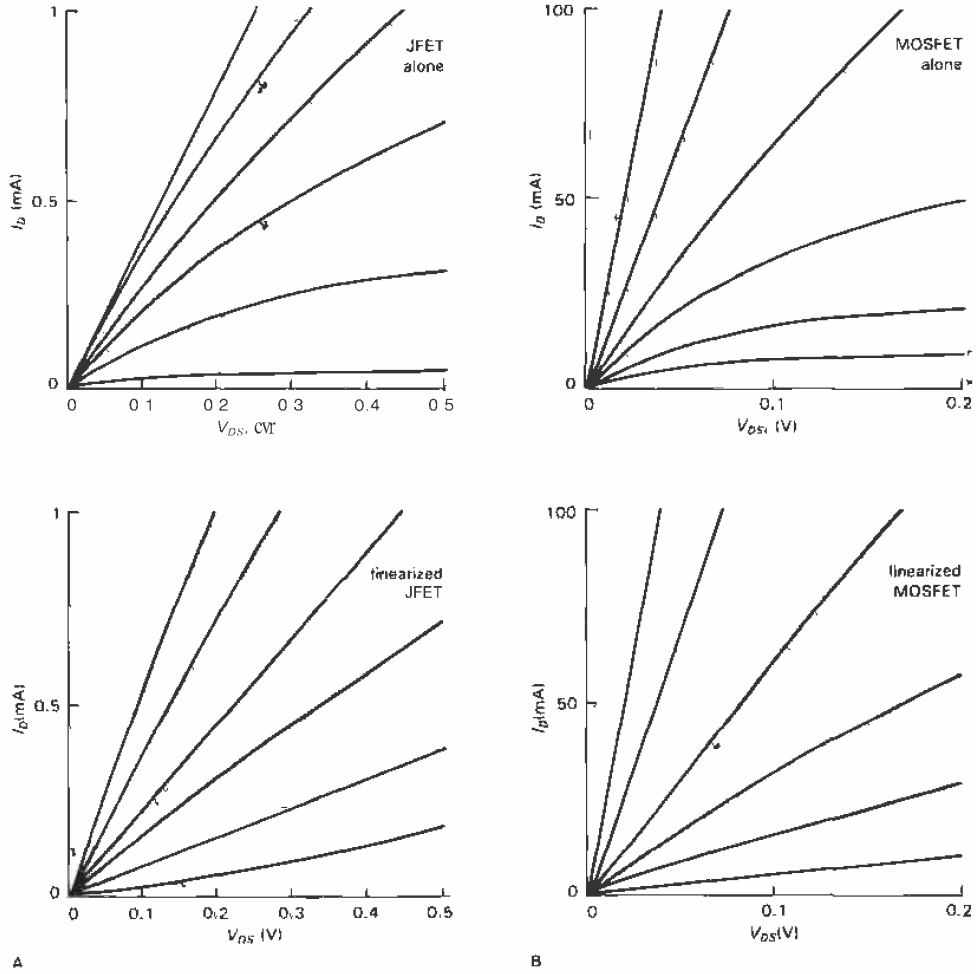 1
JFET
alone
0.5
I_D (mA)
0
0 0 1 0 2 0.3 0.4 0 5
V_DS, cvr
100
MOSFET
alone
50
I_D (mA)
0
0 0.1 0.2
V_DS, (V)
1
linearized
JFET
0.5
I_D(mA)
0
0 0.1 0.2 0.3 0.4 0.5
V_DS (V)
100
linearized
MOSFET
50
I_D(mA)
0
0 0.1 0.2
V_DS(V)
A B